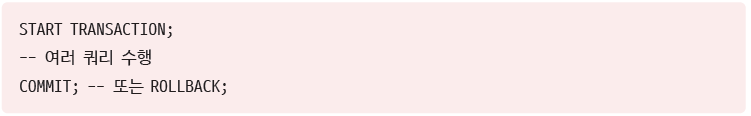 START TRANSACTION;
-- 여러 쿼리 수행
COMMIT; -- 또는 ROLLBACK;